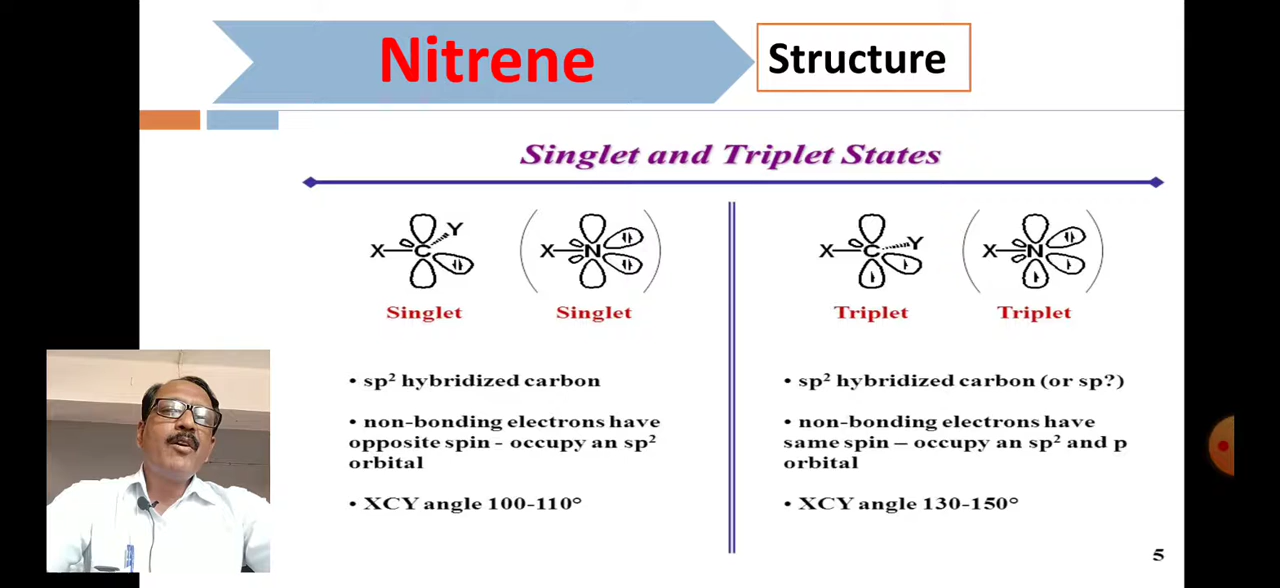 Nitrene
Structure
Singlet and Triplet States
X C Y
X N
X C Y
X N
Singlet
Singlet
Triplet
Triplet
• sp² hybridized carbon
• non-bonding electrons have
opposite spin - occupy an sp²
orbital
• XCY angle 100-110°
• sp² hybridized carbon (or sp?)
• non-bonding electrons have
same spin – occupy an sp² and p
orbital
• XCY angle 130-150°
5